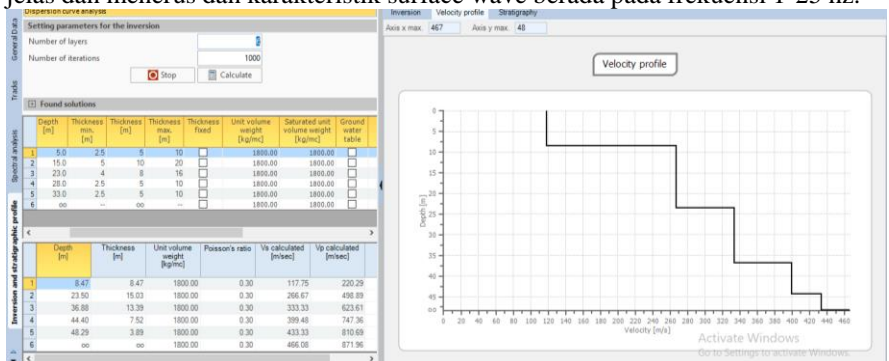 jelas dan menerus dan karakteristik surface wave berada pada frekuensi 1-25 hz.
Dispersion curve analysis
Setting parameters for the inversion
Number of layers
Number of iterations 1000
Stop Calculate
Found solutions
Depth [m] Thickness min. [m] Thickness [m] Thickness max. [m] Thickness fixed Unit volume weight [kg/mc] Saturated unit volume weight [kg/mc] Ground water table
1 5.0 2.5 5 10 1800.00 1800.00
2 15.0 5 10 20 1800.00 1800.00
3 23.0 4 8 16 1800.00 1800.00
4 28.0 2.5 5 10 1800.00 1800.00
5 33.0 2.5 5 10 1800.00 1800.00
6 oo -- oo -- 1800.00 1800.00
Depth [m] Thickness [m] Unit volume weight [kg/mc] Poisson's ratio Vs calculated [m/sec] Vp calculated [m/sec]
1 8.47 8.47 1800.00 0.30 117.75 220.29
2 23.50 15.03 1800.00 0.30 266.67 498.89
3 36.88 13.39 1800.00 0.30 333.33 623.61
4 44.40 7.52 1800.00 0.30 399.48 747.36
5 48.29 3.89 1800.00 0.30 433.33 810.69
6 oo oo 1800.00 0.30 466.08 871.96
General Data
Tracks
Spectral analysis
Inversion and stratigraphic profile
Inversion Velocity profile Stratigraphy
Axis x max. 467 Axis y max. 48
Velocity profile
Depth [m]
0
5
10
15
20
25
30
35
40
45
oo
0 20 40 60 80 100 120 140 160 180 200 220 240 260 280 300 320 340 360 380 400 420 440 460
Velocity [m/s]
Activate Windows
Go to Settings to activate Windows.